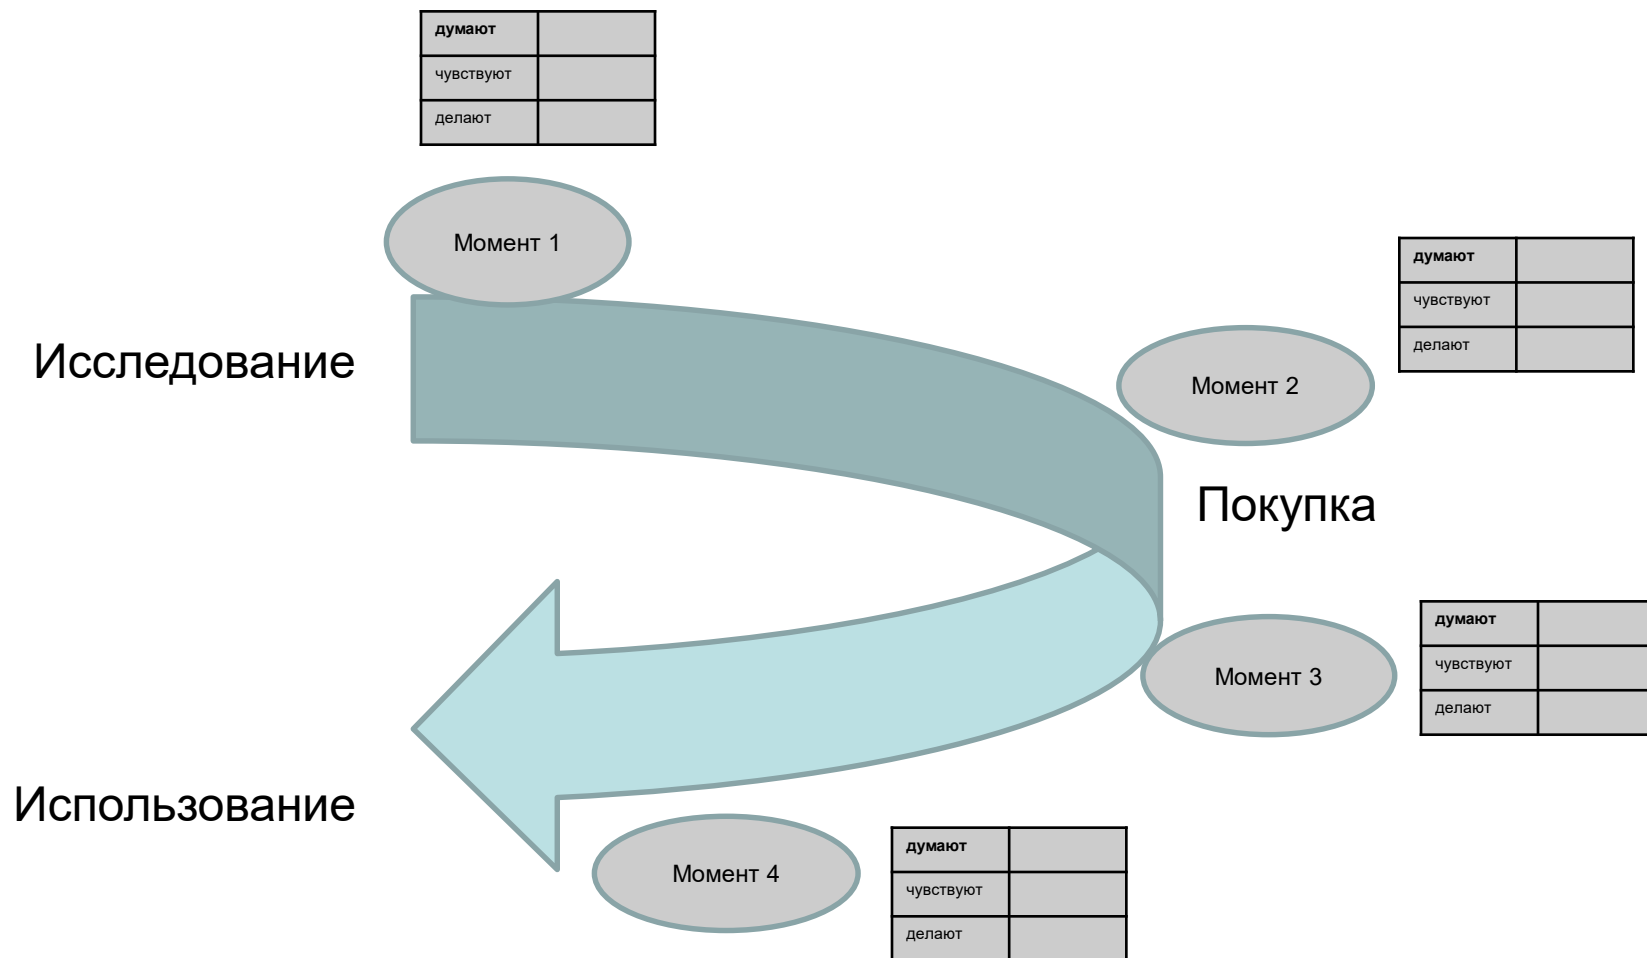 думают
чувствуют
делают
Момент 1
думают
чувствуют
делают
Исследование
Момент 2
Покупка
думают
чувствуют
делают
Момент 3
Использование
Момент 4
думают
чувствуют
делают